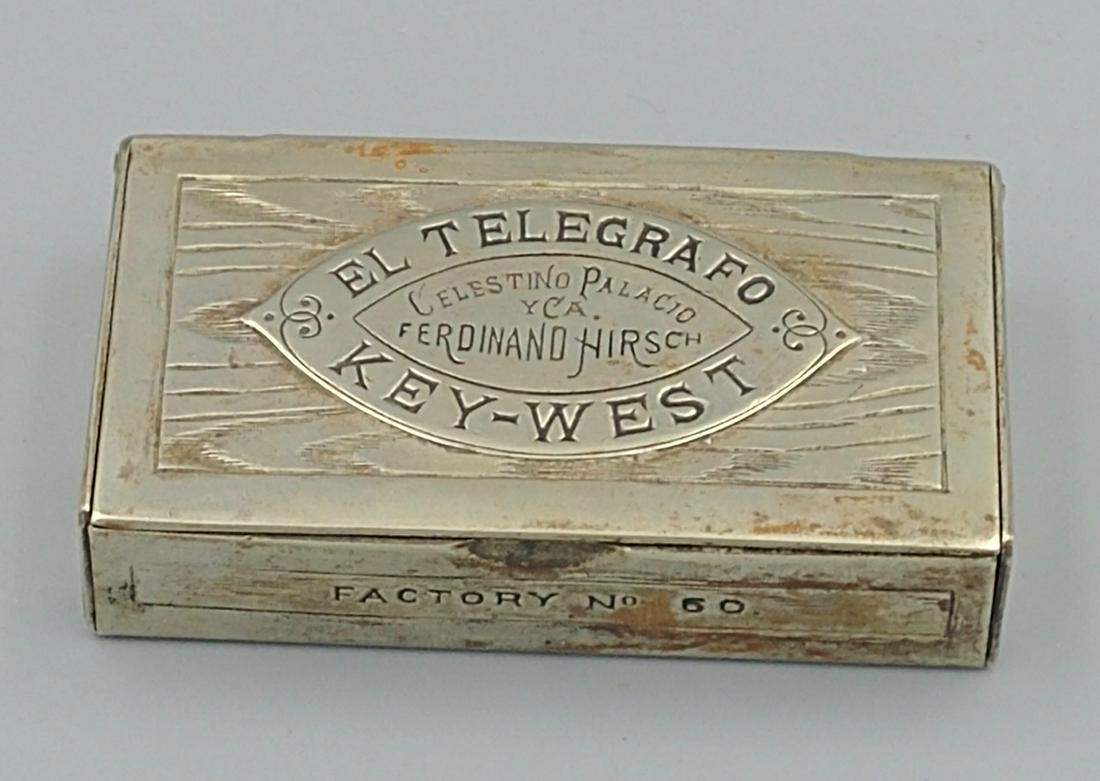 EL TELEGRAFO
CELESTINO PALACIO
Y CA.
FERDINAND HIRSCH
KEY-WEST
FACTORY No 60.